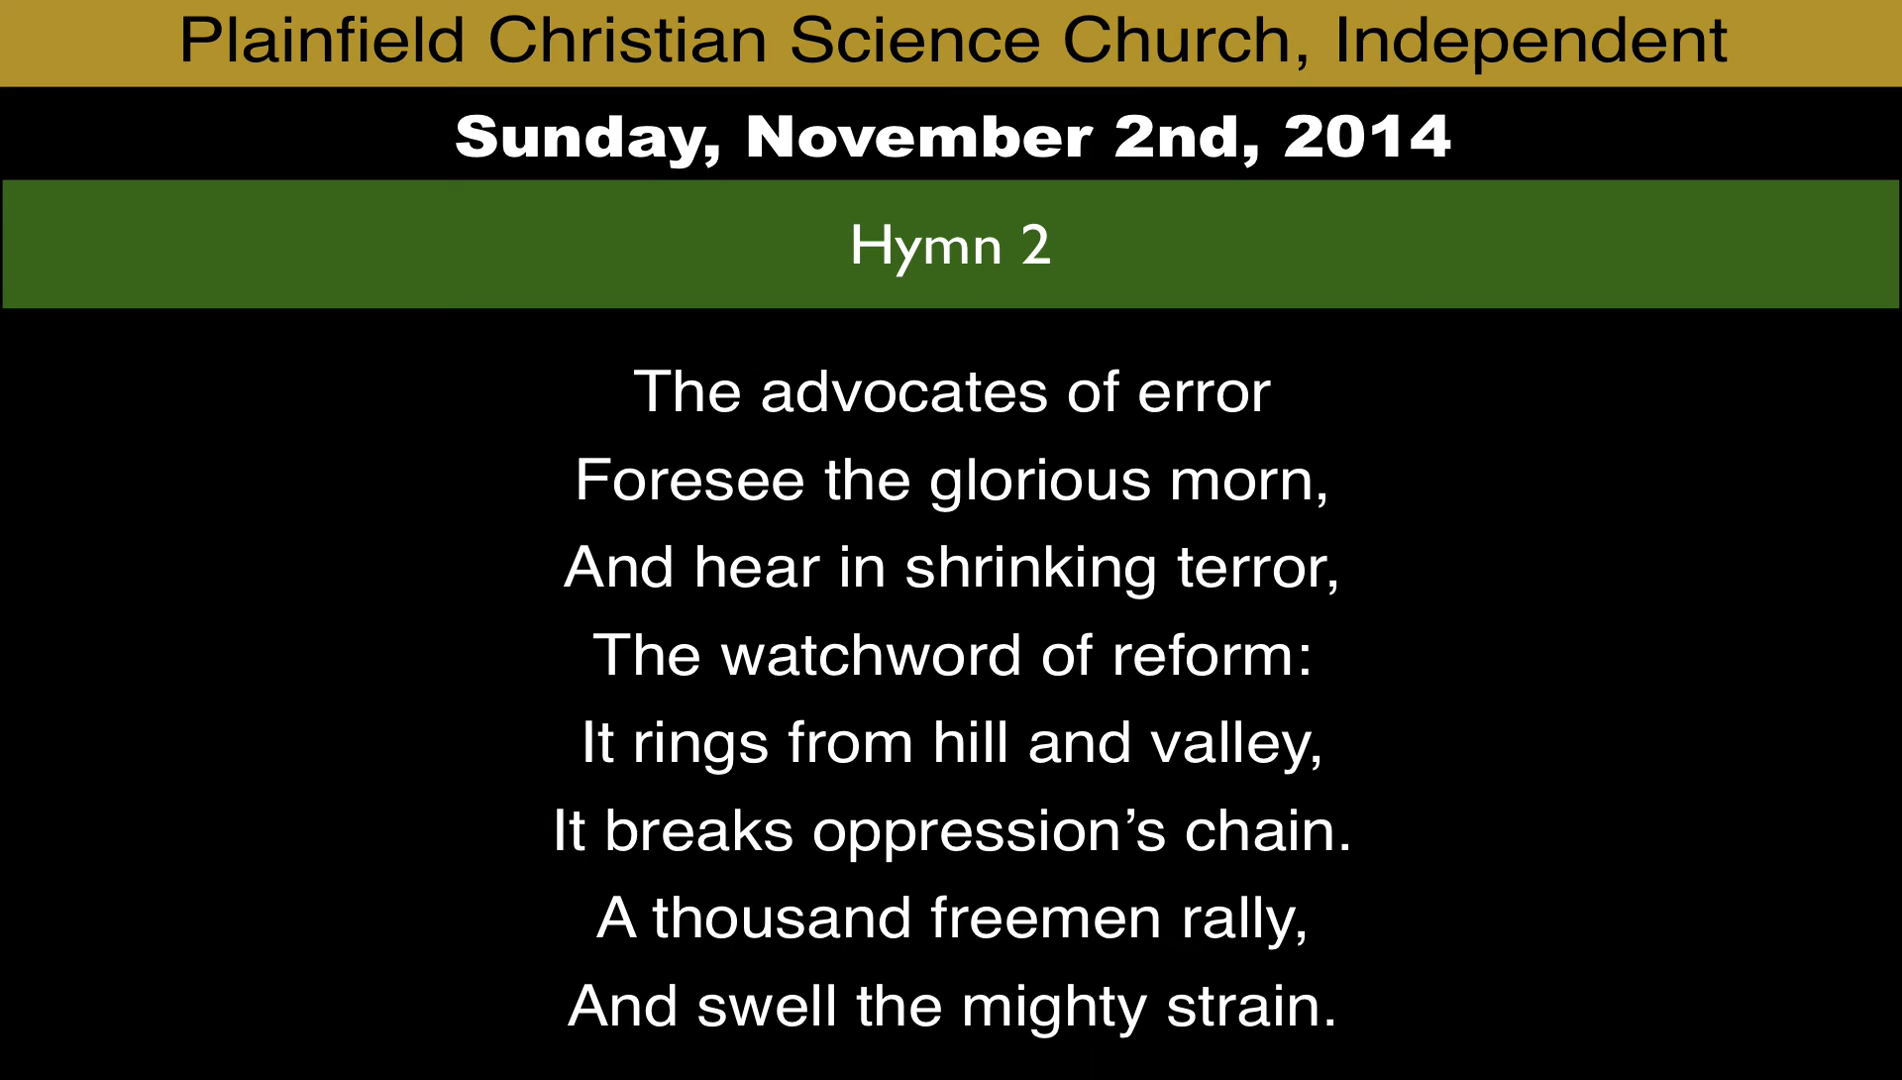 Plainfield Christian Science Church, Independent
Sunday, November 2nd, 2014
Hymn 2
The advocates of error
Foresee the glorious morn,
And hear in shrinking terror,
The watchword of reform:
It rings from hill and valley,
It breaks oppression’s chain.
A thousand freemen rally,
And swell the mighty strain.